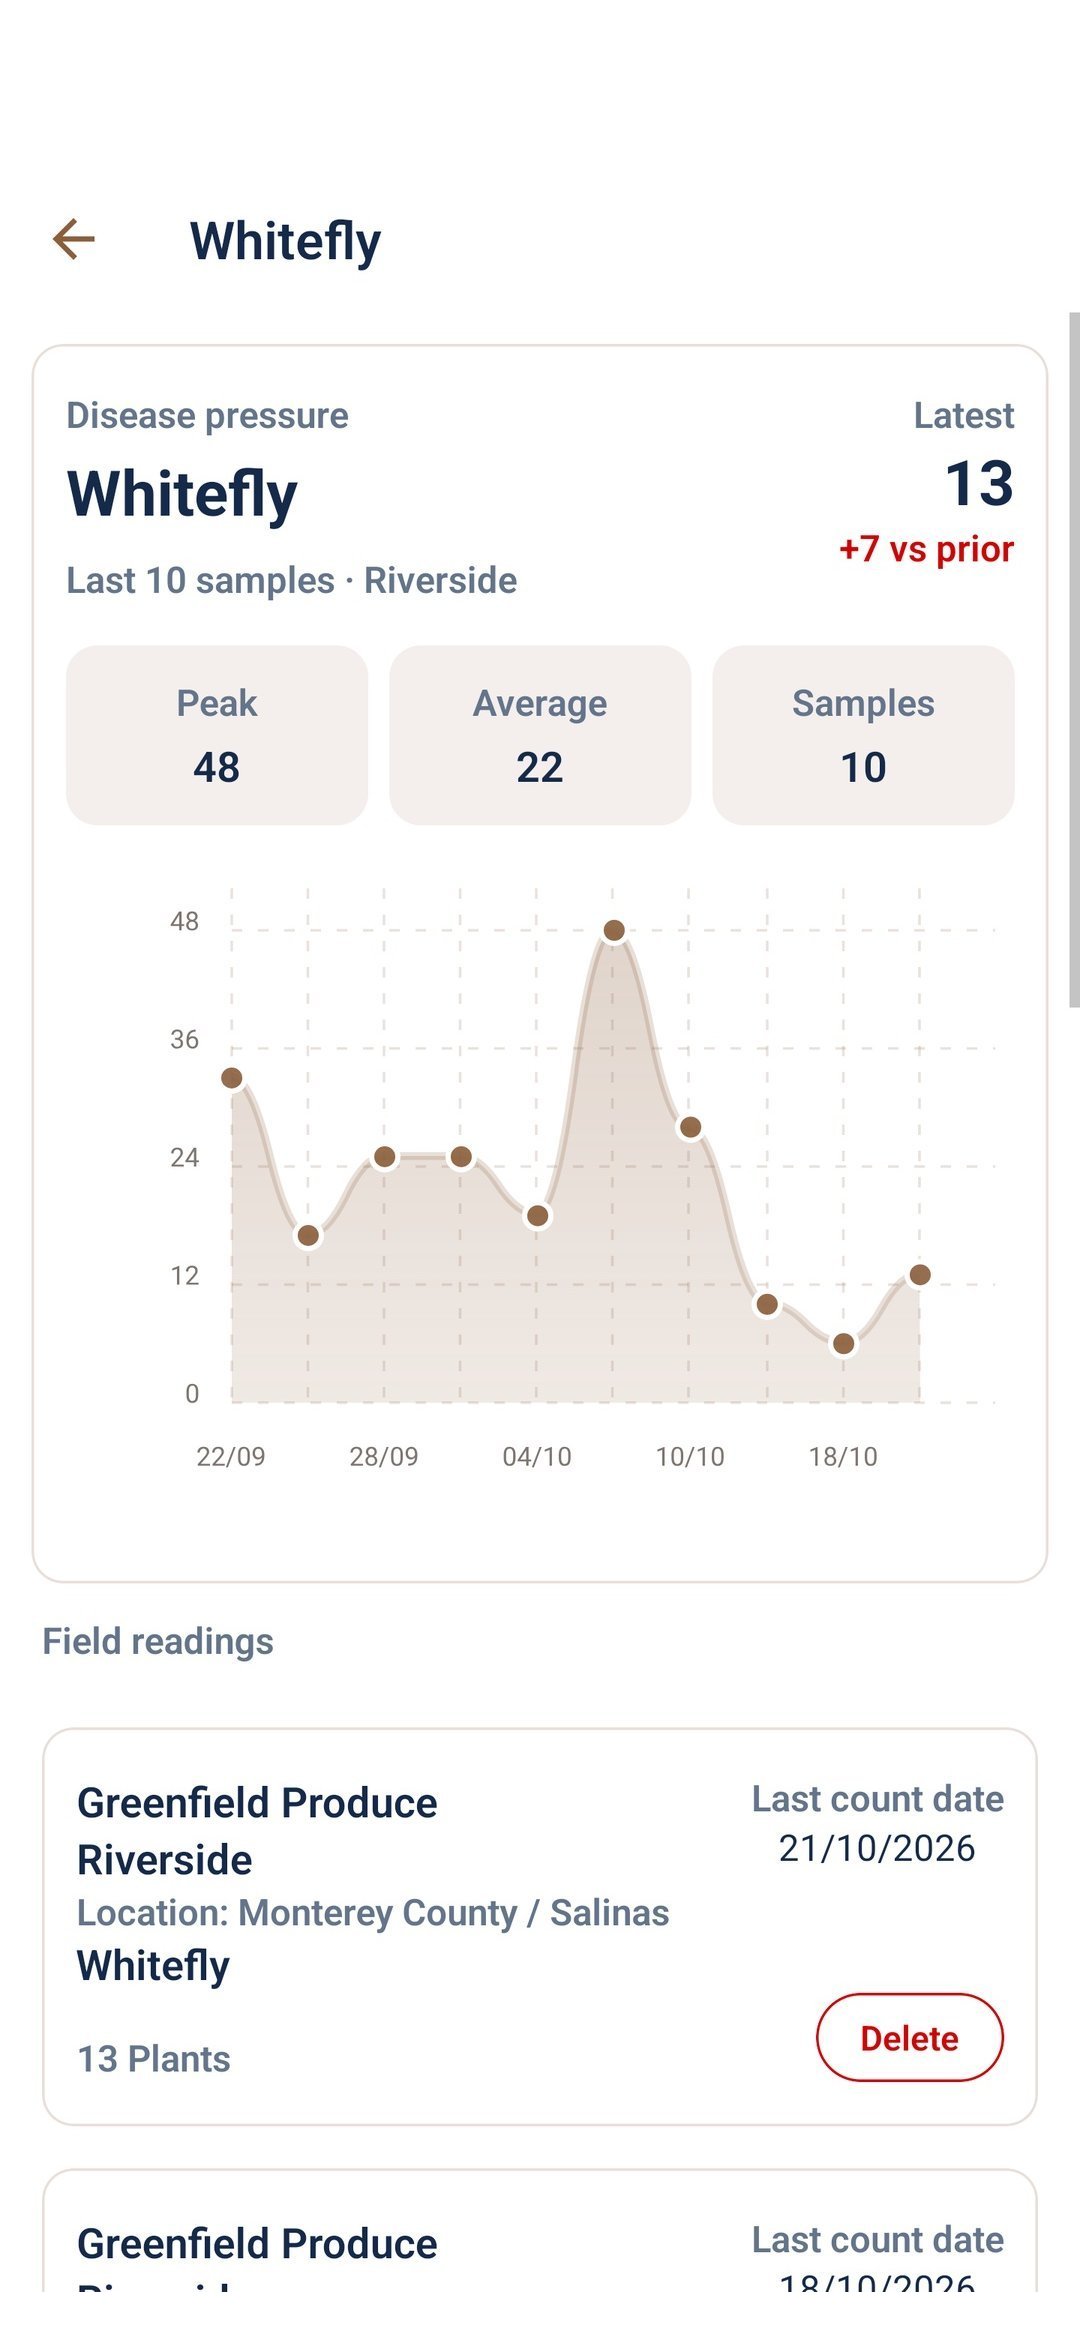 Whitefly
Disease pressure
Latest
Whitefly
13
+7 vs prior
Last 10 samples · Riverside
Peak
Average
Samples
48
22
10
48
36
24
12
0
22/09
28/09
04/10
10/10
18/10
Field readings
Greenfield Produce
Last count date
Riverside
21/10/2026
Location: Monterey County / Salinas
Whitefly
13 Plants
Delete
Greenfield Produce
Last count date
18/10/2026